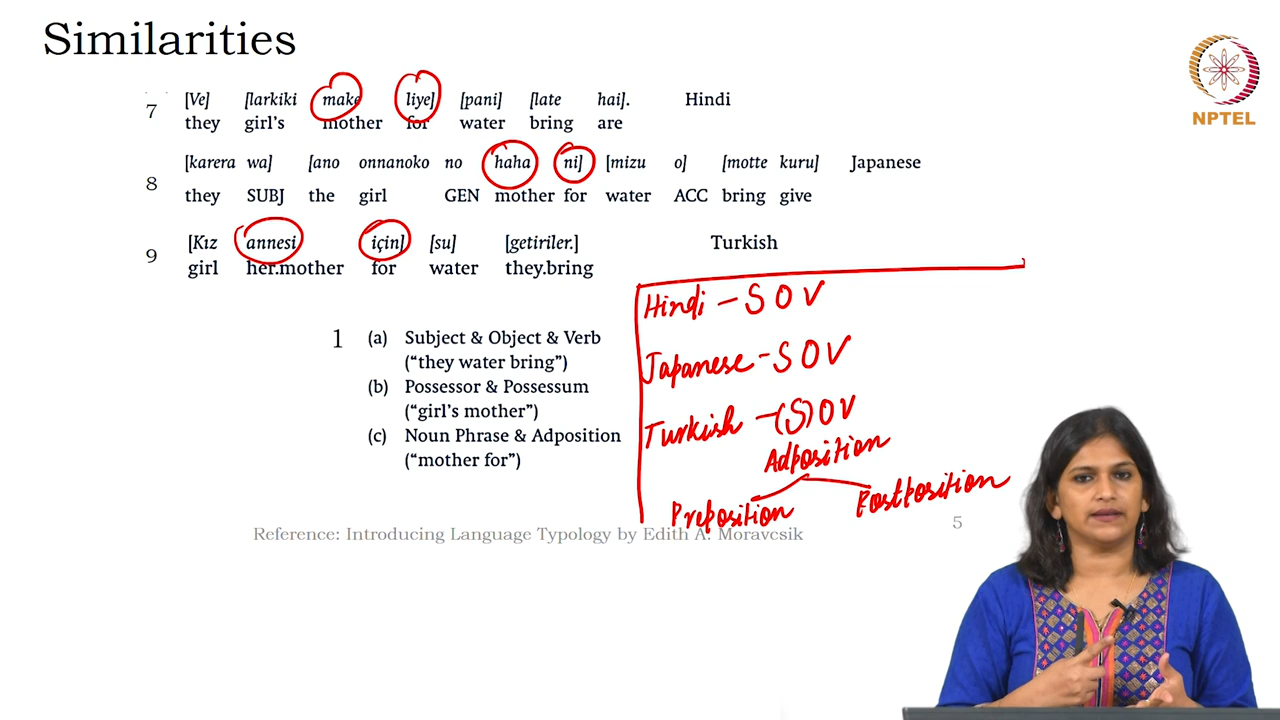 Similarities
NPTEL
7 [Ve] [larkiki make liye] [pani] [late hai]. Hindi
they girl's mother for water bring are
8 [karera wa] [ano onnanoko no haha ni] [mizu o] [motte kuru] Japanese
they SUBJ the girl GEN mother for water ACC bring give
9 [Kız annesi için] [su] [getiriler.] Turkish
girl her.mother for water they.bring
1 (a) Subject & Object & Verb
("they water bring")
(b) Possessor & Possessum
("girl's mother")
(c) Noun Phrase & Adposition
("mother for")
Hindi - S O V
Japanese - S O V
Turkish - (S) O V
Adposition
Preposition Postposition
Reference: Introducing Language Typology by Edith A. Moravcsik
5